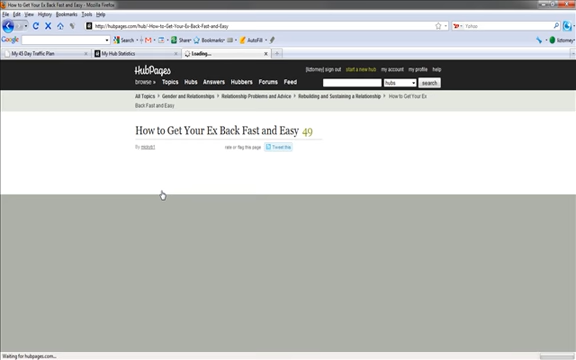 How to Get Your Ex Back Fast and Easy - Mozilla Firefox
File Edit View History Bookmarks Tools Help
http://hubpages.com/hub/-How-to-Get-Your-Ex-Back-Fast-and-Easy
Yahoo
Google Search Share Bookmarks AutoFill
My 45-Day Traffic Plan My Hub Statistics Loading...
HubPages sign out start a new hub my account my profile help
browse Topics Hubs Answers Hubbers Forums Feed hubs search
All Topics Gender and Relationships Relationship Problems and Advice Rebuilding and Sustaining a Relationship How to Get Your Ex
Back Fast and Easy
How to Get Your Ex Back Fast and Easy 49
By rate or flag this page Tweet this
Waiting for hubpages.com...